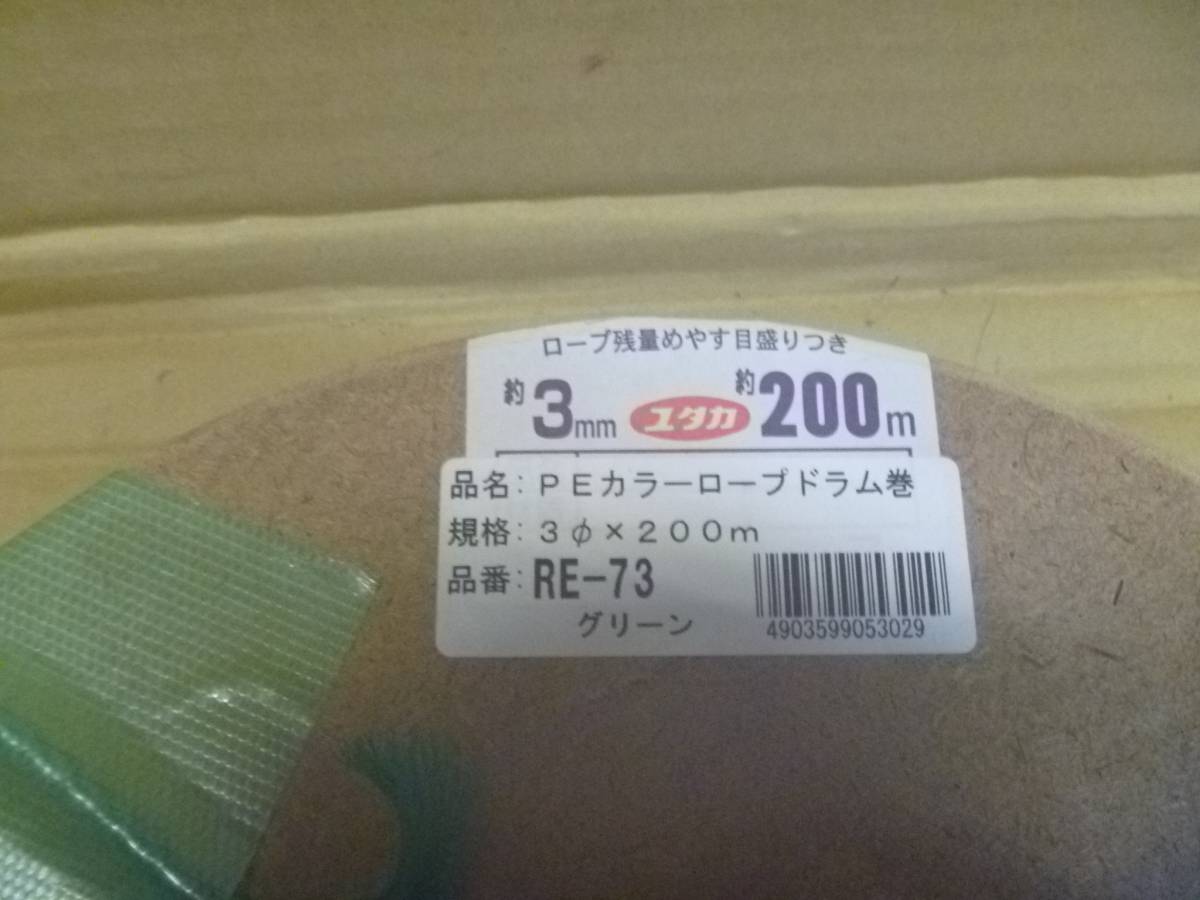 ロープ残量めやす目盛りつき
約3mm ユタカ 約200m
品名:PEカラーロープドラム巻
規格:3φ×200m
品番:RE-73
グリーン
4903599053029